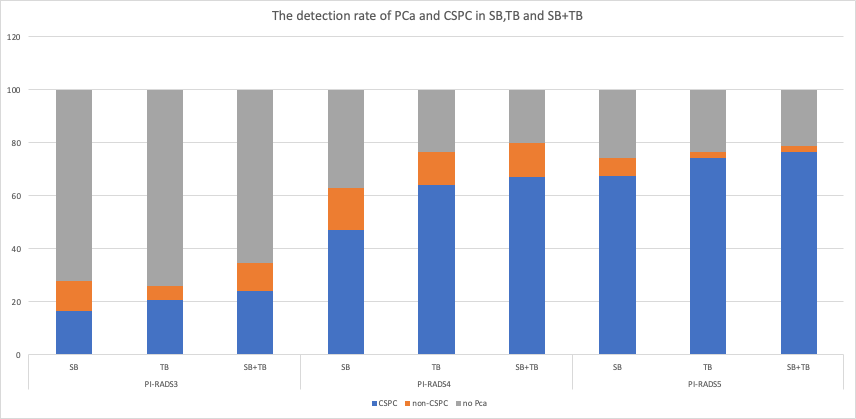 The detection rate of PCa and CSPC in SB,TB and SB+TB
120
100
80
60
40
20
0
SB TB SB+TB SB TB SB+TB SB TB SB+TB
PI-RADS3 PI-RADS4 PI-RADS5
CSPC non-CSPC no Pca